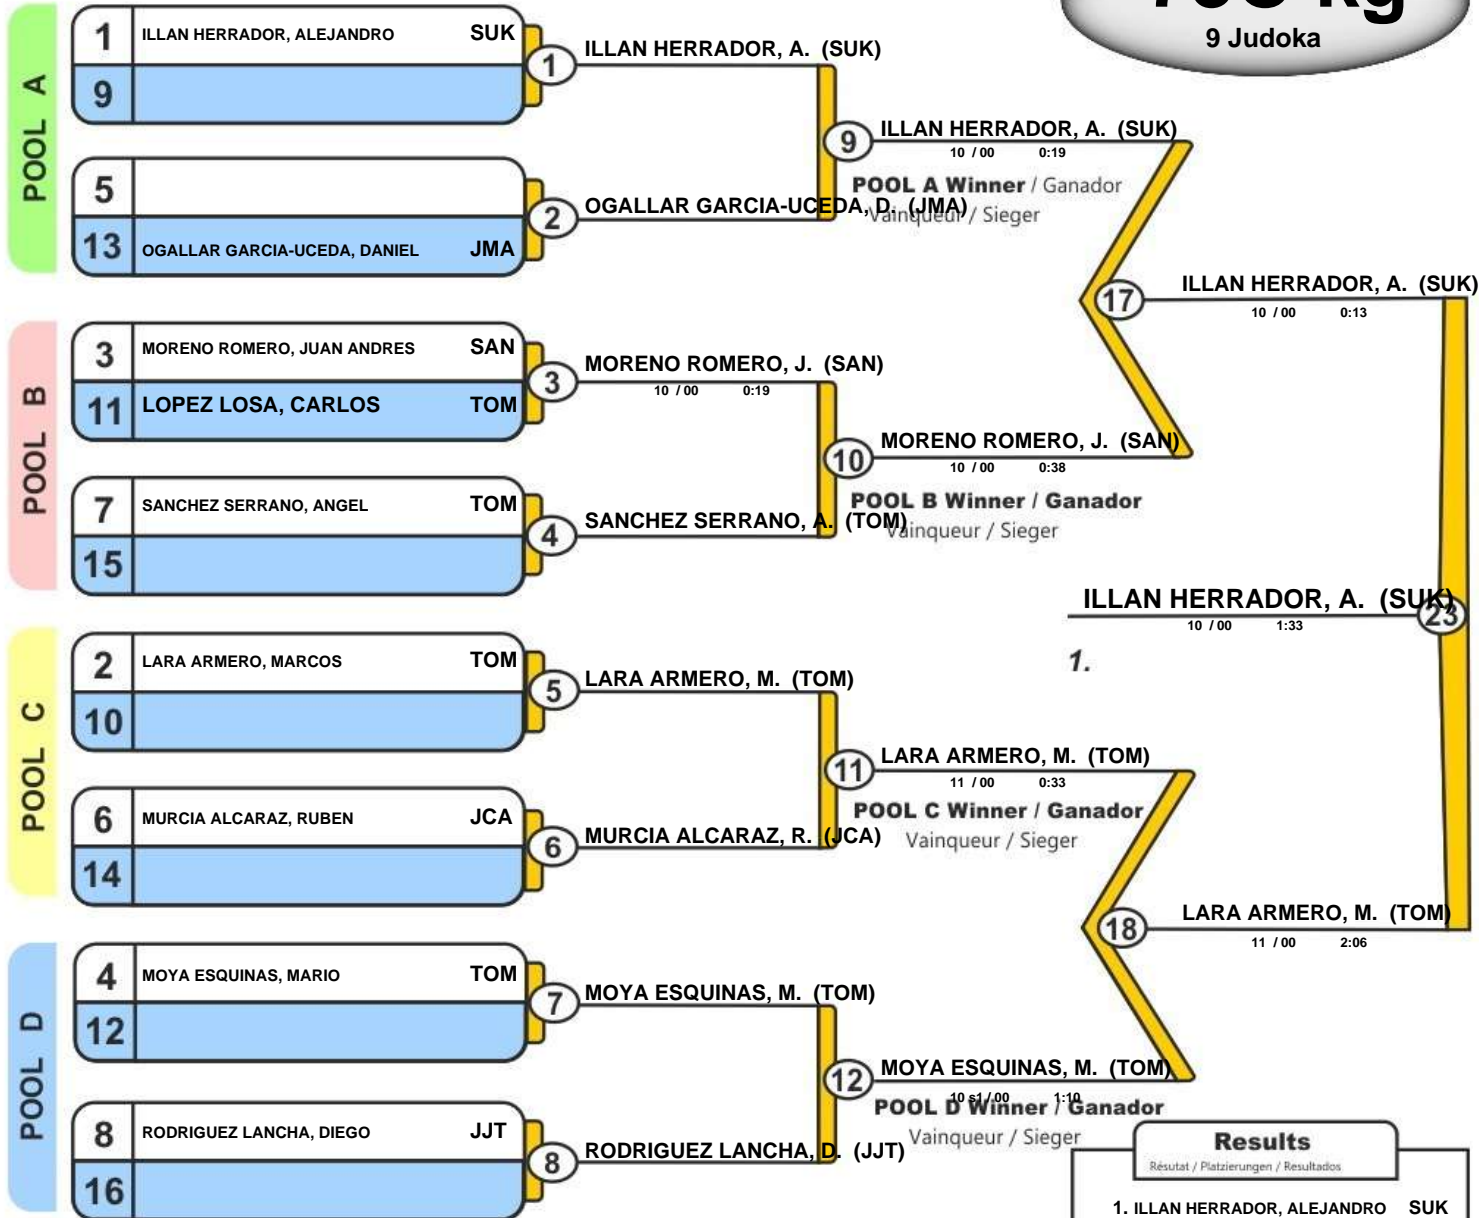 kg
9 Judoka
POOL A
1 ILLAN HERRADOR, ALEJANDRO SUK
9
5
13 OGALLAR GARCIA-UCEDA, DANIEL JMA
1 ILLAN HERRADOR, A. (SUK)
2 OGALLAR GARCIA-UCEDA, D. (JMA)
9 ILLAN HERRADOR, A. (SUK)
10 / 00 0:19
POOL A Winner / Ganador
Vainqueur / Sieger
POOL B
3 MORENO ROMERO, JUAN ANDRES SAN
11 LOPEZ LOSA, CARLOS TOM
7 SANCHEZ SERRANO, ANGEL TOM
15
3 MORENO ROMERO, J. (SAN)
10 / 00 0:19
4 SANCHEZ SERRANO, A. (TOM)
10 MORENO ROMERO, J. (SAN)
10 / 00 0:38
POOL B Winner / Ganador
Vainqueur / Sieger
17 ILLAN HERRADOR, A. (SUK)
10 / 00 0:13
ILLAN HERRADOR, A. (SUK) 23
10 / 00 1:33
1.
POOL C
2 LARA ARMERO, MARCOS TOM
10
6 MURCIA ALCARAZ, RUBEN JCA
14
5 LARA ARMERO, M. (TOM)
6 MURCIA ALCARAZ, R. (JCA)
11 LARA ARMERO, M. (TOM)
11 / 00 0:33
POOL C Winner / Ganador
Vainqueur / Sieger
18 LARA ARMERO, M. (TOM)
11 / 00 2:06
POOL D
4 MOYA ESQUINAS, MARIO TOM
12
8 RODRIGUEZ LANCHA, DIEGO JJT
16
7 MOYA ESQUINAS, M. (TOM)
8 RODRIGUEZ LANCHA, D. (JJT)
12 MOYA ESQUINAS, M. (TOM)
10 s1/ 00 1:10
POOL D Winner / Ganador
Vainqueur / Sieger
Results
Résutat / Platzierungen / Resultados
1. ILLAN HERRADOR, ALEJANDRO SUK